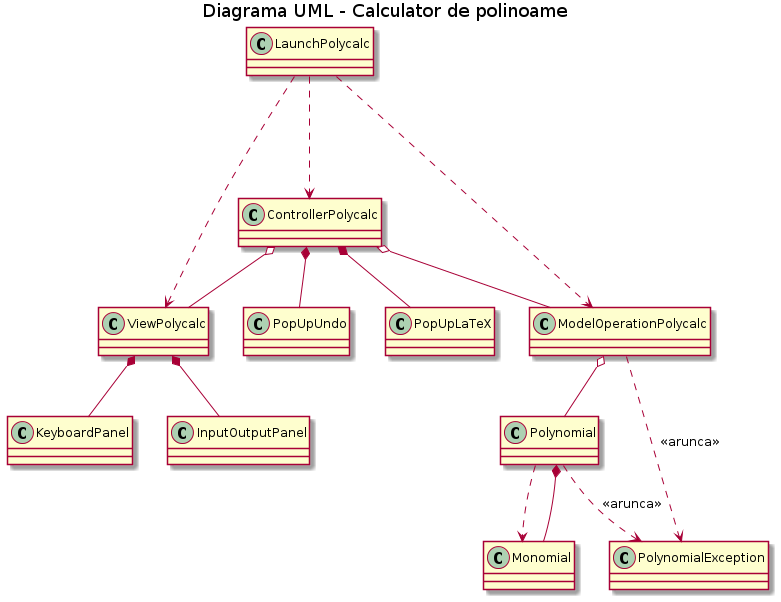 Diagrama UML - Calculator de polinoame
C LaunchPolycalc
C ControllerPolycalc
C ViewPolycalc
C PopUpUndo
C PopUpLaTeX
C ModelOperationPolycalc
C KeyboardPanel
C InputOutputPanel
C Polynomial
«arunca»
«arunca»
C Monomial
C PolynomialException